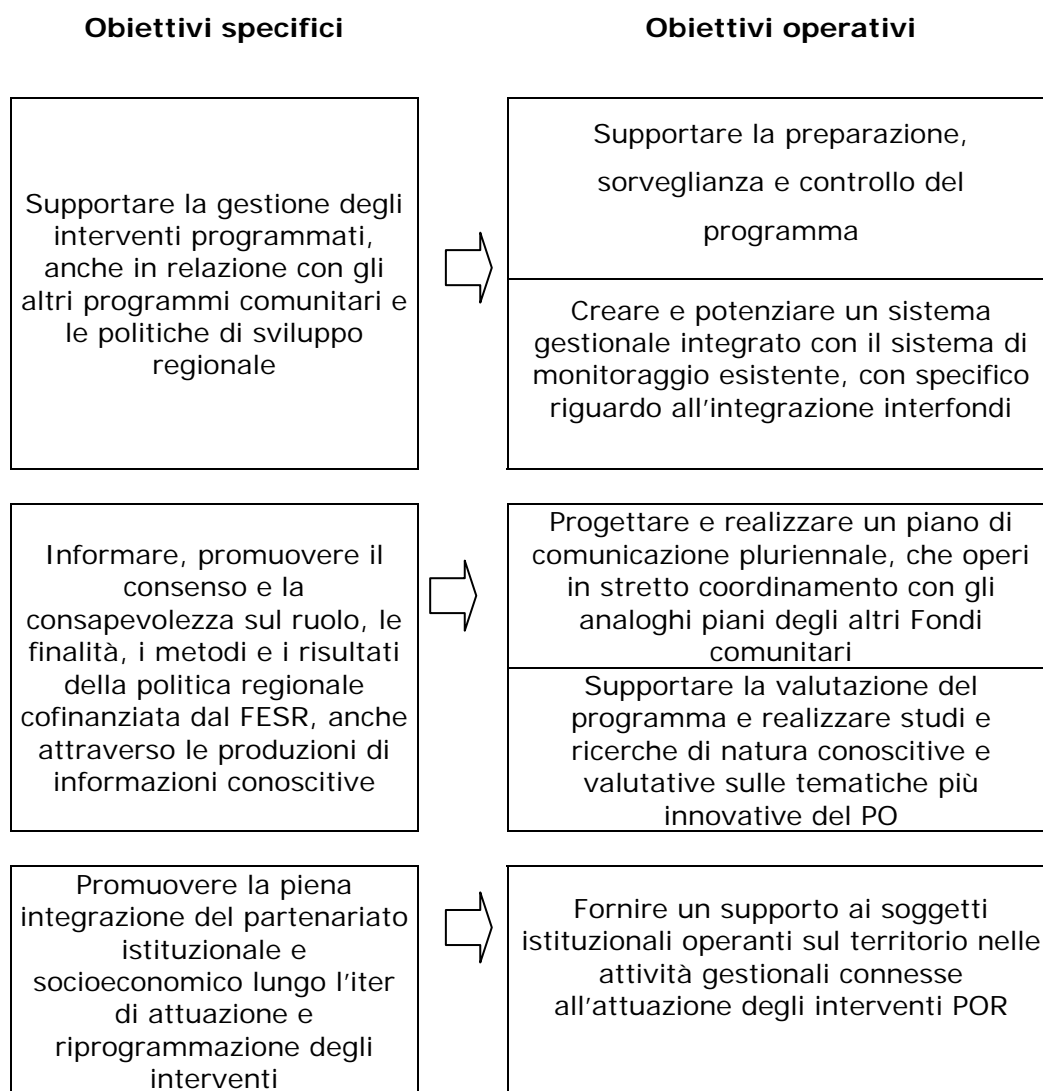 Obiettivi specifici
Obiettivi operativi
Supportare la gestione degli
interventi programmati,
anche in relazione con gli
altri programmi comunitari e
le politiche di sviluppo
regionale
Supportare la preparazione,
sorveglianza e controllo del
programma
Creare e potenziare un sistema
gestionale integrato con il sistema di
monitoraggio esistente, con specifico
riguardo all'integrazione interfondi
Informare, promuovere il
consenso e la
consapevolezza sul ruolo, le
finalità, i metodi e i risultati
della politica regionale
cofinanziata dal FESR, anche
attraverso le produzioni di
informazioni conoscitive
Progettare e realizzare un piano di
comunicazione pluriennale, che operi
in stretto coordinamento con gli
analoghi piani degli altri Fondi
comunitari
Supportare la valutazione del
programma e realizzare studi e
ricerche di natura conoscitive e
valutative sulle tematiche più
innovative del PO
Promuovere la piena
integrazione del partenariato
istituzionale e
socioeconomico lungo l'iter
di attuazione e
riprogrammazione degli
interventi
Fornire un supporto ai soggetti
istituzionali operanti sul territorio nelle
attività gestionali connesse
all'attuazione degli interventi POR